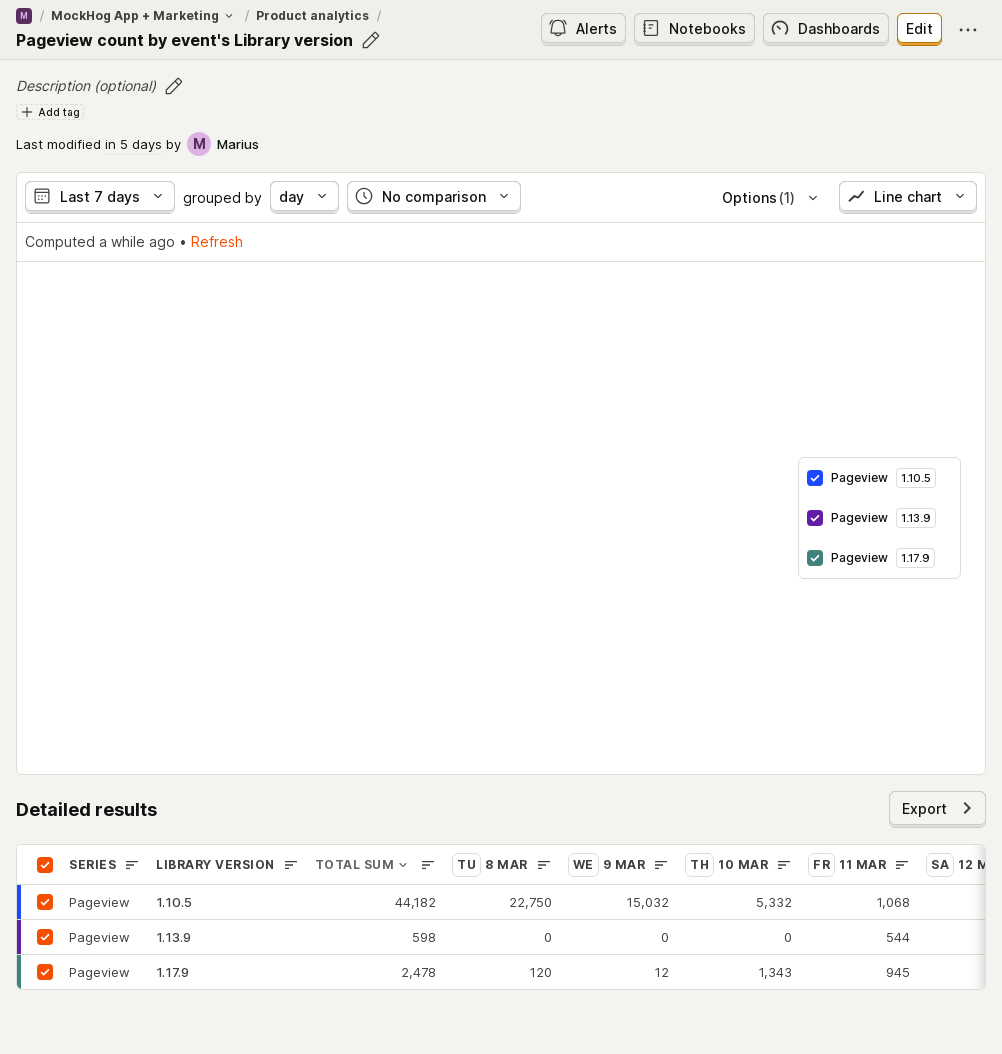 M / MockHog App + Marketing / Product analytics /
Pageview count by event's Library version
Alerts Notebooks Dashboards Edit
Description (optional)
Add tag
Last modified in 5 days by M Marius
Last 7 days grouped by day No comparison Options (1) Line chart
Computed a while ago • Refresh
Pageview 1.10.5
Pageview 1.13.9
Pageview 1.17.9
Detailed results
Export
SERIES LIBRARY VERSION TOTAL SUM TU 8 MAR WE 9 MAR TH 10 MAR FR 11 MAR SA 12 M
Pageview 1.10.5 44,182 22,750 15,032 5,332 1,068
Pageview 1.13.9 598 0 0 0 544
Pageview 1.17.9 2,478 120 12 1,343 945